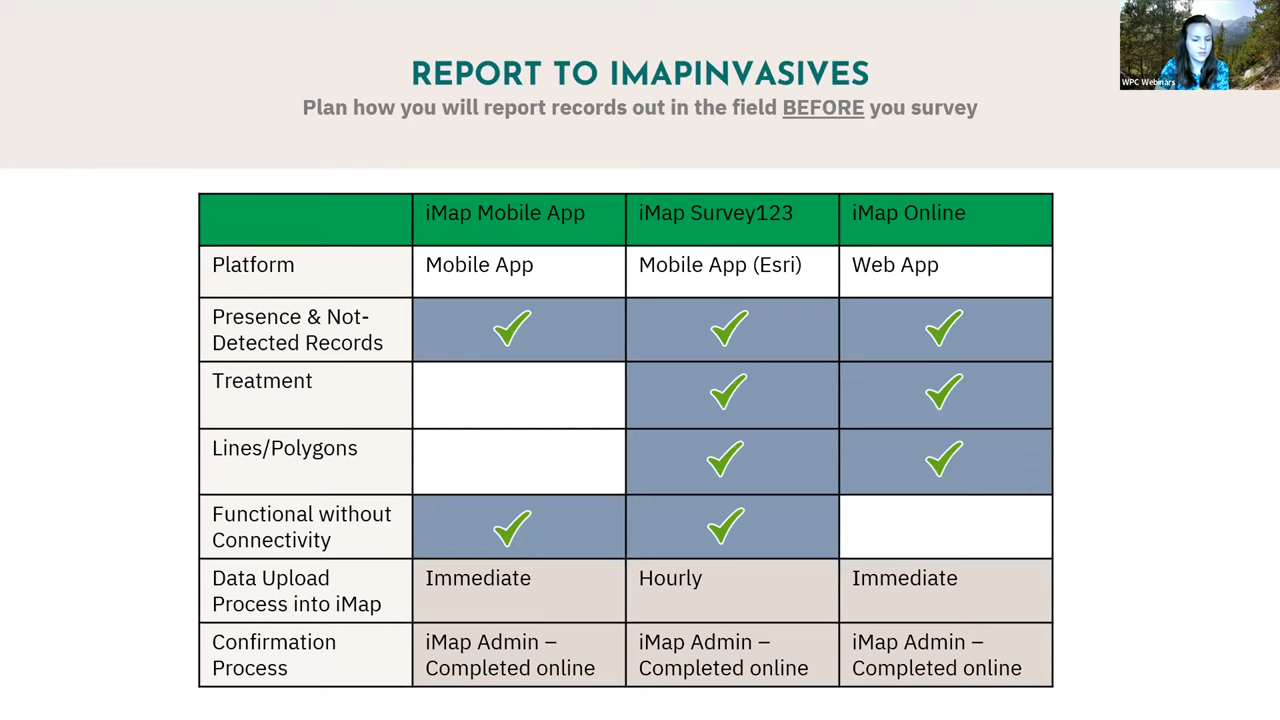 REPORT TO IMAPINVASIVES
Plan how you will report records out in the field BEFORE you survey
WPC Webinars
iMap Mobile App
iMap Survey123
iMap Online
Platform
Mobile App
Mobile App (Esri)
Web App
Presence & Not-
Detected Records
Treatment
Lines/Polygons
Functional without
Connectivity
Data Upload
Process into iMap
Immediate
Hourly
Immediate
Confirmation
Process
iMap Admin –
Completed online
iMap Admin –
Completed online
iMap Admin –
Completed online